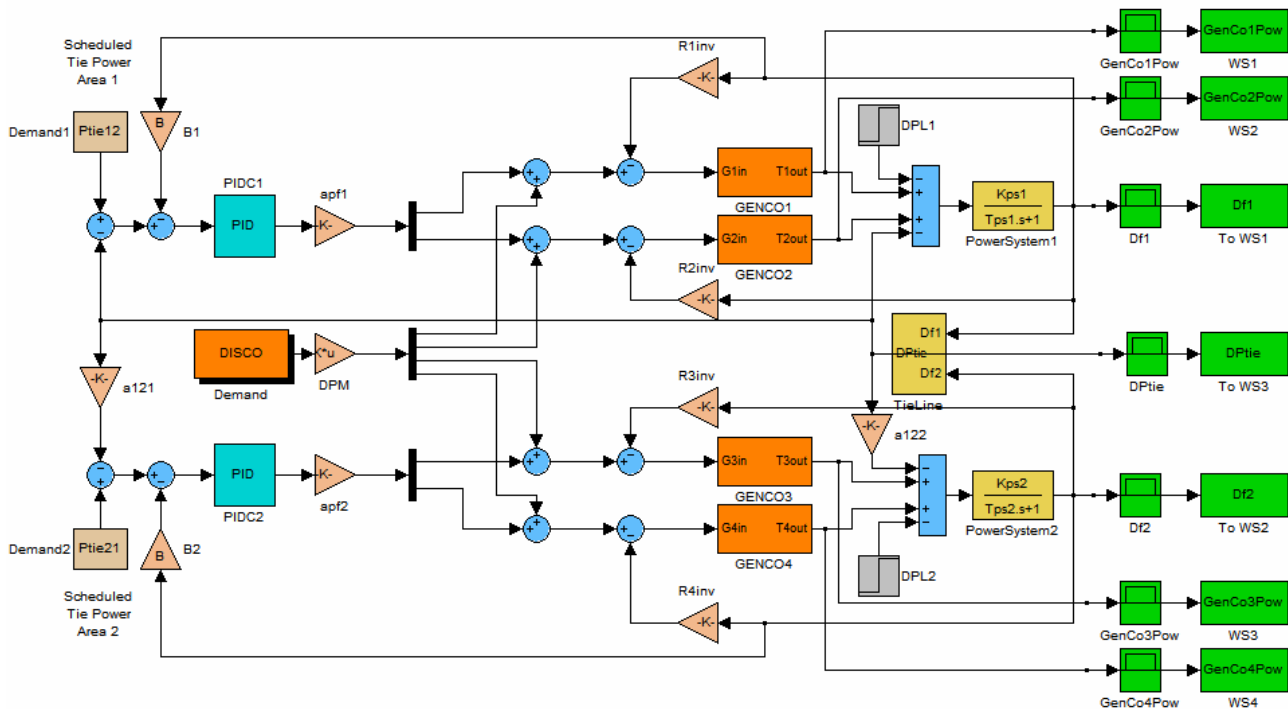 Scheduled
Tie Power
Area 1
R1inv
-K-
GenCo1Pow
GenCo1Pow
WS1
Demand1
Ptie12
B
B1
GenCo2Pow
GenCo2Pow
WS2
DPL1
PIDC1
PID
apf1
K-
G1in
T1out
GENCO1
Kps1
Tps1.s+1
PowerSystem1
Df1
Df1
To WS1
G2in
T2out
GENCO2
R2inv
-K-
DISCO
Demand
K*u
DPM
Df1
DPtie
Df2
TieLine
DPtie
DPtie
To WS3
-K-
a121
R3inv
-K-
-K-
a122
PID
PIDC2
K-
apf2
G3in
T3out
GENCO3
Kps2
Tps2.s+1
PowerSystem2
Df2
Df2
To WS2
G4in
T4out
GENCO4
Demand2
Ptie21
B
B2
DPL2
Scheduled
Tie Power
Area 2
R4inv
-K-
GenCo3Pow
GenCo3Pow
WS3
GenCo4Pow
GenCo4Pow
WS4